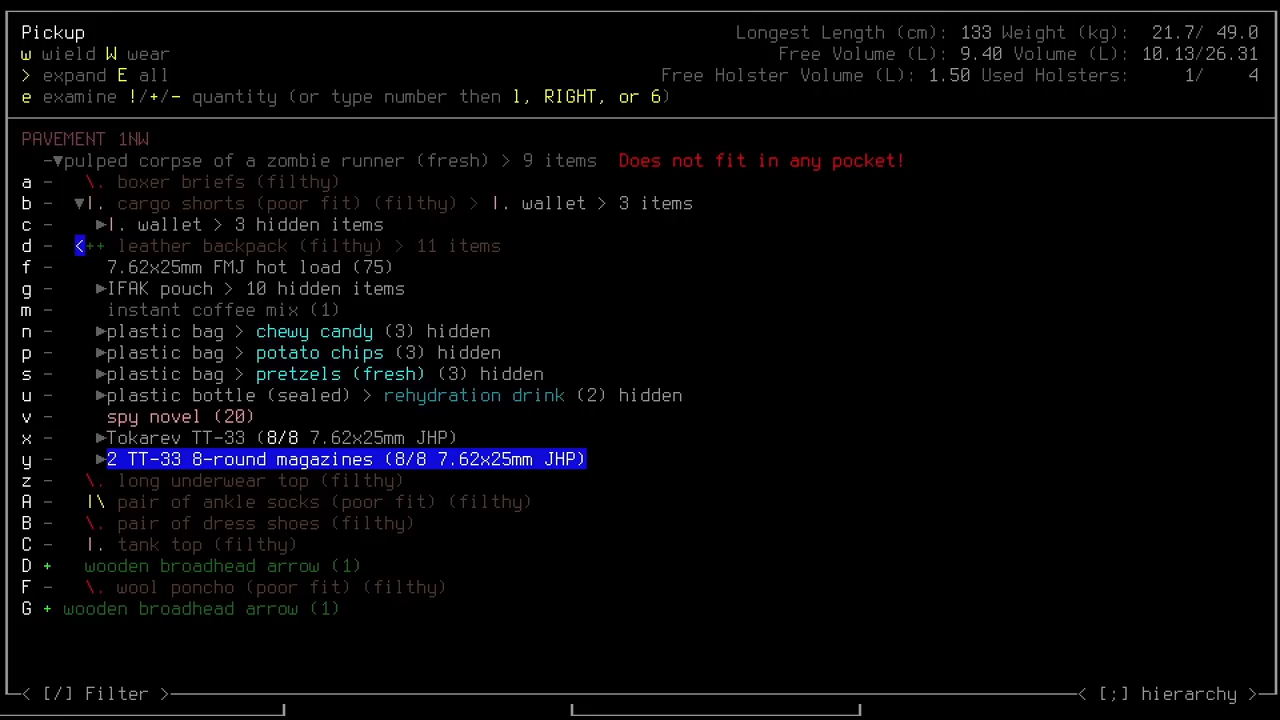 Pickup Longest Length (cm): 133 Weight (kg): 21.7/ 49.0
w wield W wear Free Volume (L): 9.40 Volume (L): 10.13/26.31
> expand E all Free Holster Volume (L): 1.50 Used Holsters: 1/ 4
e examine !/+/- quantity (or type number then l, RIGHT, or 6)
PAVEMENT 1NW
-▼pulped corpse of a zombie runner (fresh) > 9 items Does not fit in any pocket!
a - \. boxer briefs (filthy)
b - ▼|. cargo shorts (poor fit) (filthy) > |. wallet > 3 items
c - ▶|. wallet > 3 hidden items
d - <++ leather backpack (filthy) > 11 items
f - 7.62x25mm FMJ hot load (75)
g - ▶IFAK pouch > 10 hidden items
m - instant coffee mix (1)
n - ▶plastic bag > chewy candy (3) hidden
p - ▶plastic bag > potato chips (3) hidden
s - ▶plastic bag > pretzels (fresh) (3) hidden
u - ▶plastic bottle (sealed) > rehydration drink (2) hidden
v - spy novel (20)
x - ▶Tokarev TT-33 (8/8 7.62x25mm JHP)
y - ▶2 TT-33 8-round magazines (8/8 7.62x25mm JHP)
z - \. long underwear top (filthy)
A - |\ pair of ankle socks (poor fit) (filthy)
B - \. pair of dress shoes (filthy)
C - |. tank top (filthy)
D + wooden broadhead arrow (1)
F - \. wool poncho (poor fit) (filthy)
G + wooden broadhead arrow (1)
< [/] Filter > < [;] hierarchy >